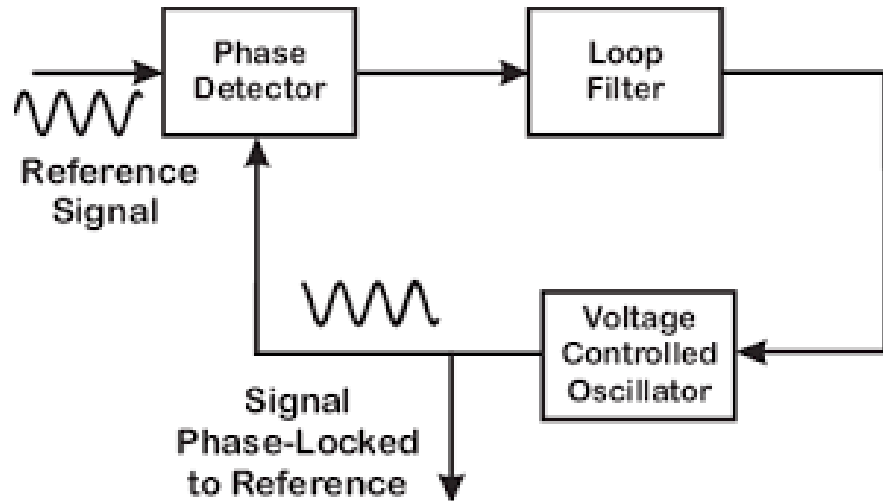 Phase
Detector
Loop
Filter
Reference
Signal
Voltage
Controlled
Oscillator
Signal
Phase-Locked
to Reference